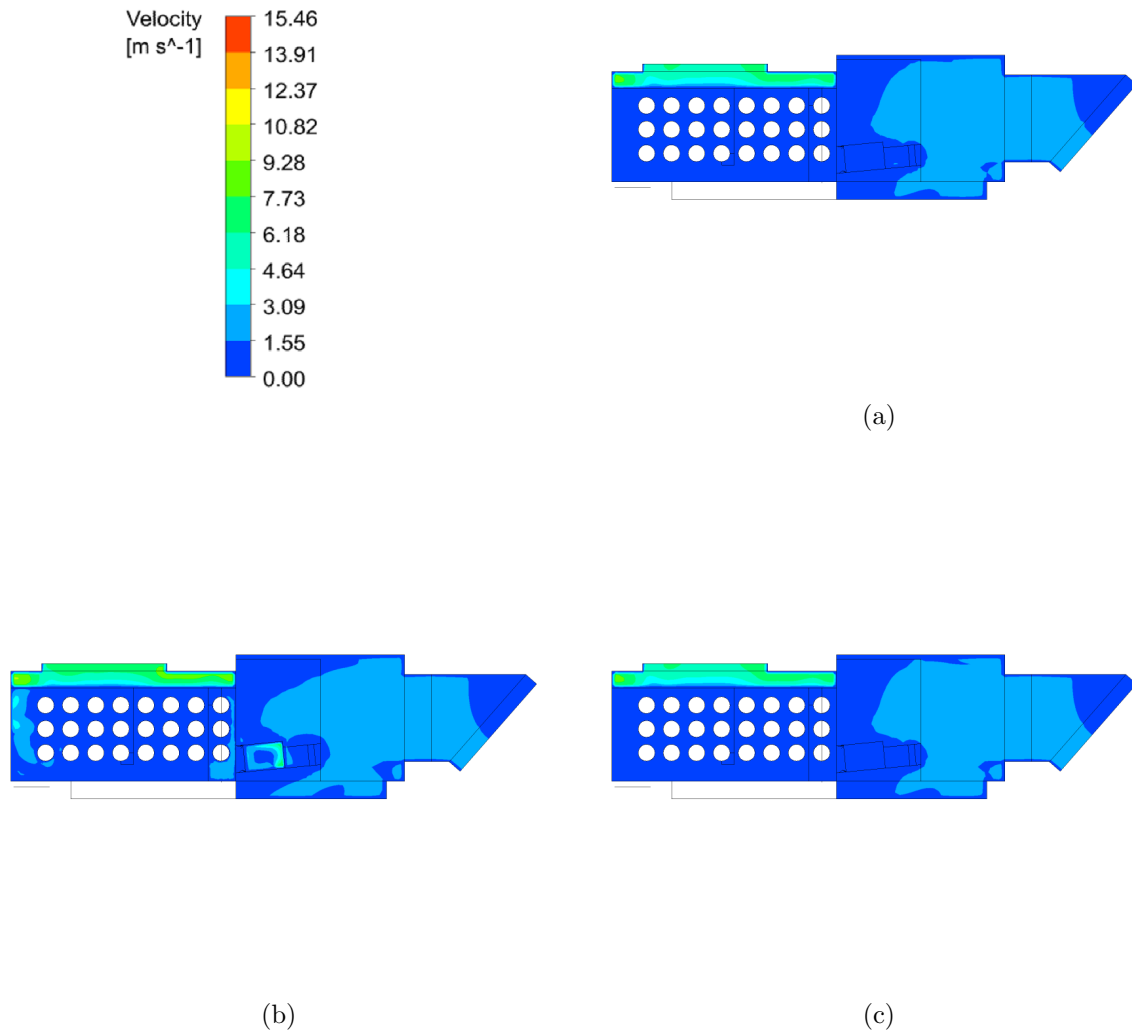 Velocity
[m s^-1]
15.46
13.91
12.37
10.82
9.28
7.73
6.18
4.64
3.09
1.55
0.00
(a)
(b)
(c)